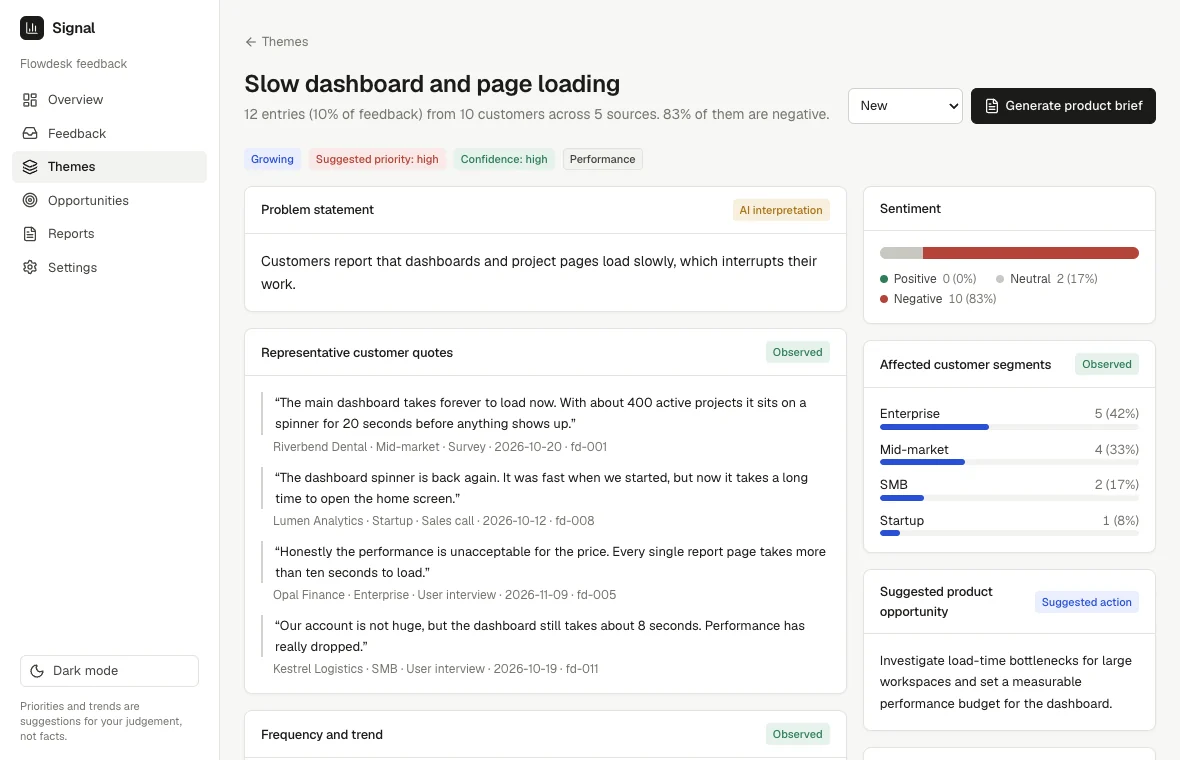 Signal
Flowdesk feedback
Overview
Feedback
Themes
Opportunities
Reports
Settings
Dark mode
Priorities and trends are
suggestions for your judgement,
not facts.
← Themes
Slow dashboard and page loading
12 entries (10% of feedback) from 10 customers across 5 sources. 83% of them are negative.
New
Generate product brief
Growing
Suggested priority: high
Confidence: high
Performance
Problem statement
AI interpretation
Customers report that dashboards and project pages load slowly, which interrupts their
work.
Representative customer quotes
Observed
“The main dashboard takes forever to load now. With about 400 active projects it sits on a
spinner for 20 seconds before anything shows up.”
Riverbend Dental · Mid-market · Survey · 2026-10-20 · fd-001
“The dashboard spinner is back again. It was fast when we started, but now it takes a long
time to open the home screen.”
Lumen Analytics · Startup · Sales call · 2026-10-12 · fd-008
“Honestly the performance is unacceptable for the price. Every single report page takes more
than ten seconds to load.”
Opal Finance · Enterprise · User interview · 2026-11-09 · fd-005
“Our account is not huge, but the dashboard still takes about 8 seconds. Performance has
really dropped.”
Kestrel Logistics · SMB · User interview · 2026-10-19 · fd-011
Frequency and trend
Observed
Sentiment
Positive 0 (0%)
Neutral 2 (17%)
Negative 10 (83%)
Affected customer segments
Observed
Enterprise 5 (42%)
Mid-market 4 (33%)
SMB 2 (17%)
Startup 1 (8%)
Suggested product
opportunity
Suggested action
Investigate load-time bottlenecks for large
workspaces and set a measurable
performance budget for the dashboard.